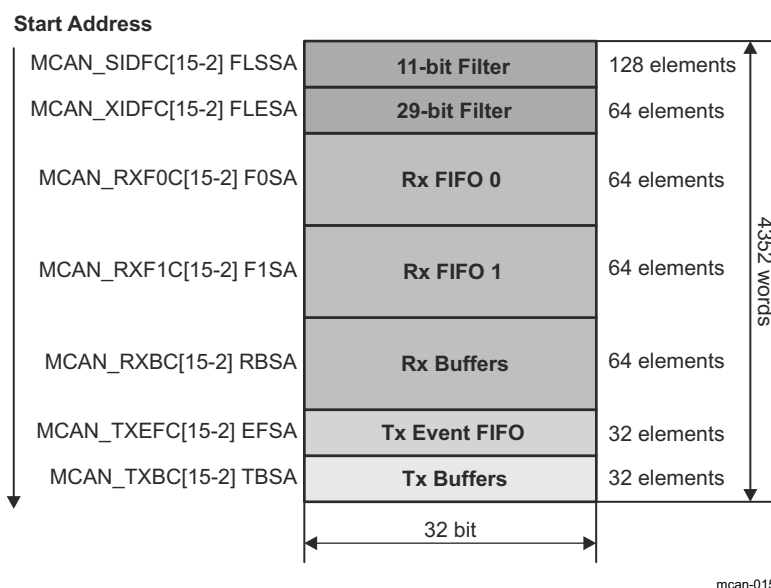 Start Address
MCAN_SIDFC[15-2] FLSSA 11-bit Filter 128 elements
MCAN_XIDFC[15-2] FLESA 29-bit Filter 64 elements
MCAN_RXF0C[15-2] F0SA Rx FIFO 0 64 elements
MCAN_RXF1C[15-2] F1SA Rx FIFO 1 64 elements
4352 words
MCAN_RXBC[15-2] RBSA Rx Buffers 64 elements
MCAN_TXEFC[15-2] EFSA Tx Event FIFO 32 elements
MCAN_TXBC[15-2] TBSA Tx Buffers 32 elements
32 bit
mcan-015